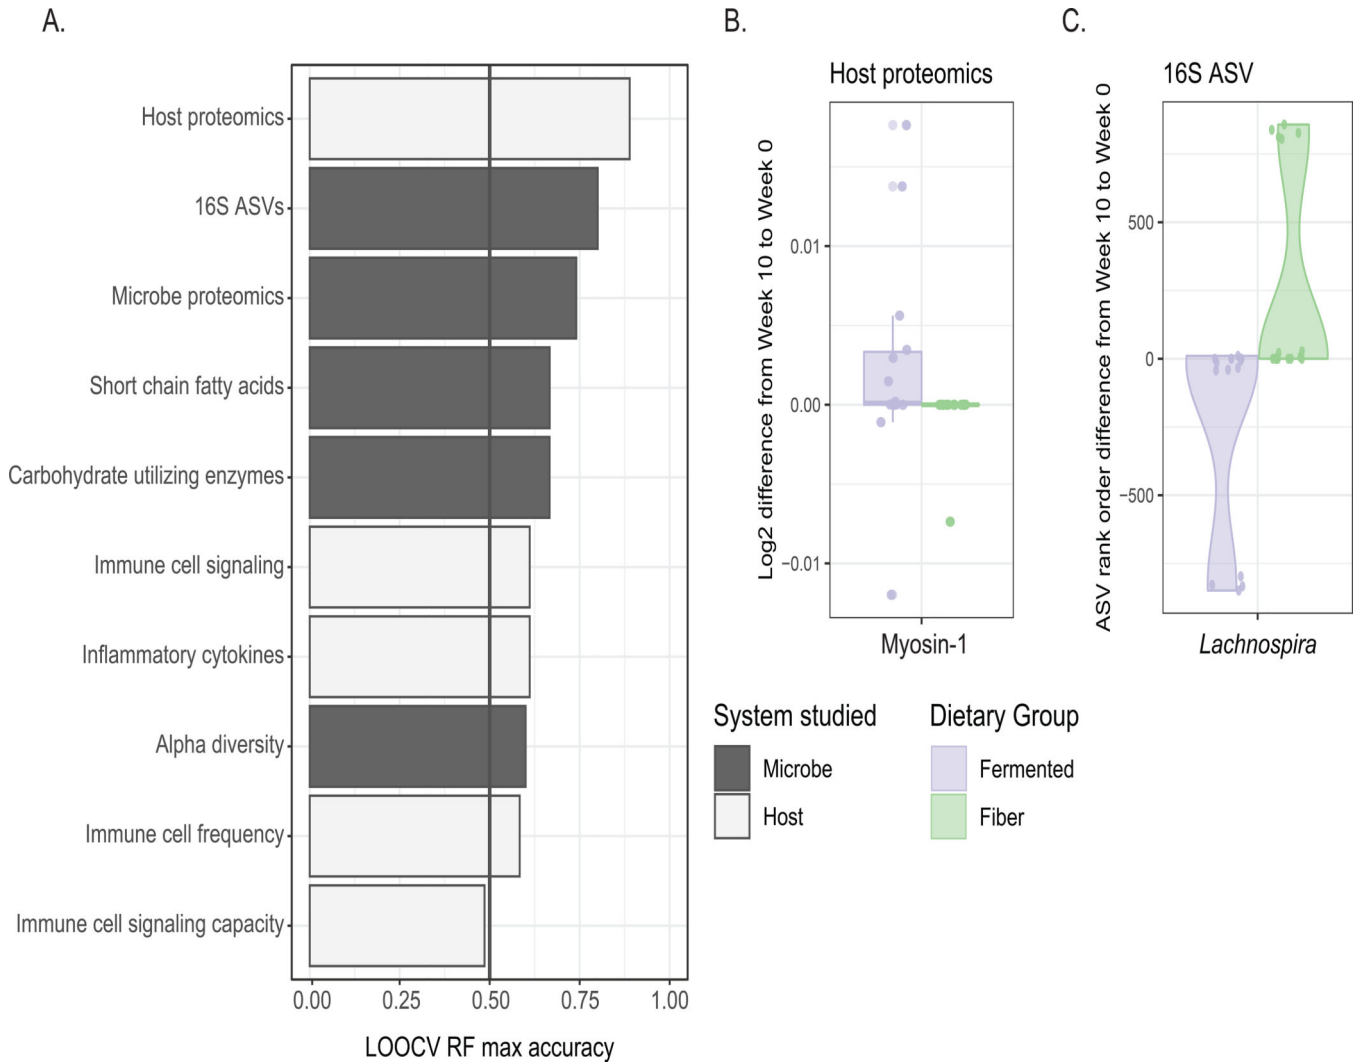 A.
Host proteomics
16S ASVs
Microbe proteomics
Short chain fatty acids
Carbohydrate utilizing enzymes
Immune cell signaling
Inflammatory cytokines
Alpha diversity
Immune cell frequency
Immune cell signaling capacity
0.00 0.25 0.50 0.75 1.00
LOOCV RF max accuracy
B.
Host proteomics
Log2 difference from Week 10 to Week 0
0.01
0.00
−0.01
Myosin-1
C.
16S ASV
ASV rank order difference from Week 10 to Week 0
500
0
−500
Lachnospira
System studied
Microbe
Host
Dietary Group
Fermented
Fiber